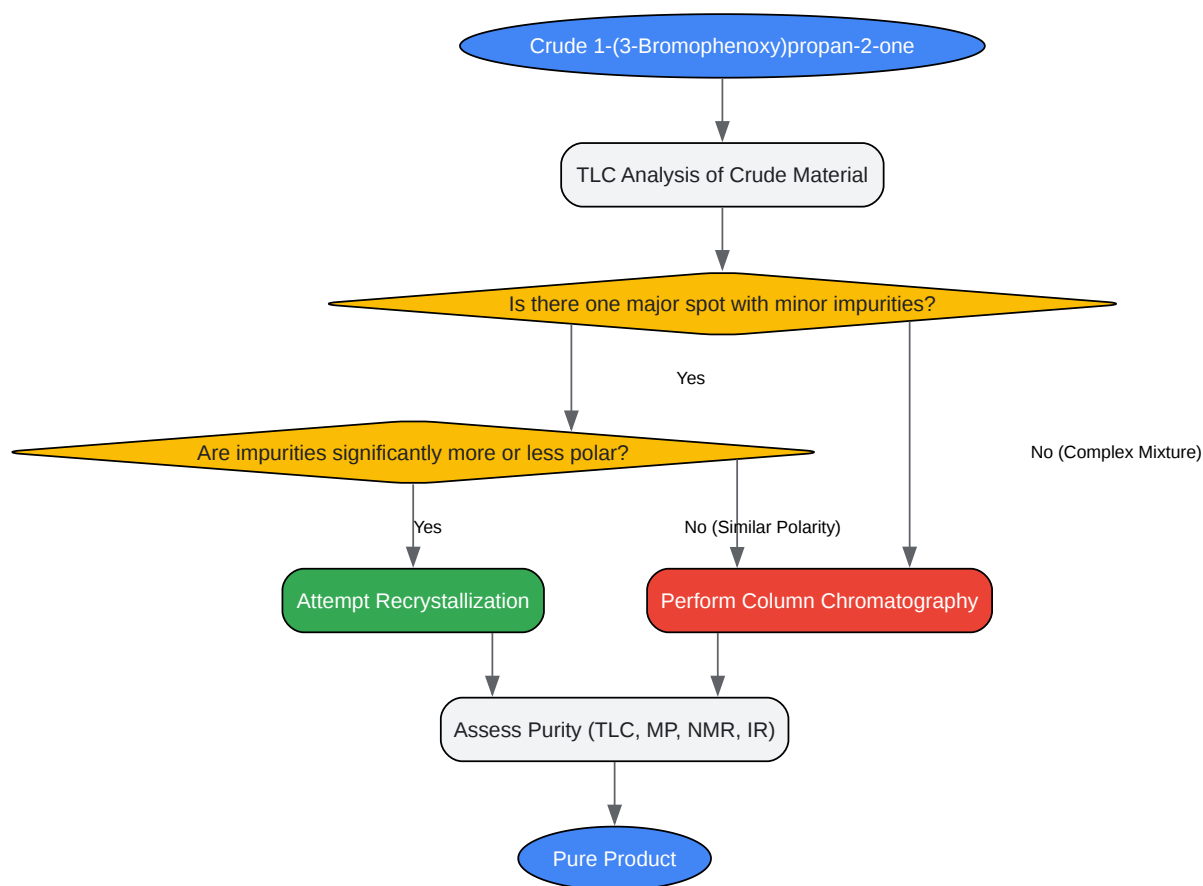 Crude 1-(3-Bromophenoxy)propan-2-one
TLC Analysis of Crude Material
Is there one major spot with minor impurities?
Yes
Are impurities significantly more or less polar?
No (Complex Mixture)
Yes
No (Similar Polarity)
Attempt Recrystallization
Perform Column Chromatography
Assess Purity (TLC, MP, NMR, IR)
Pure Product